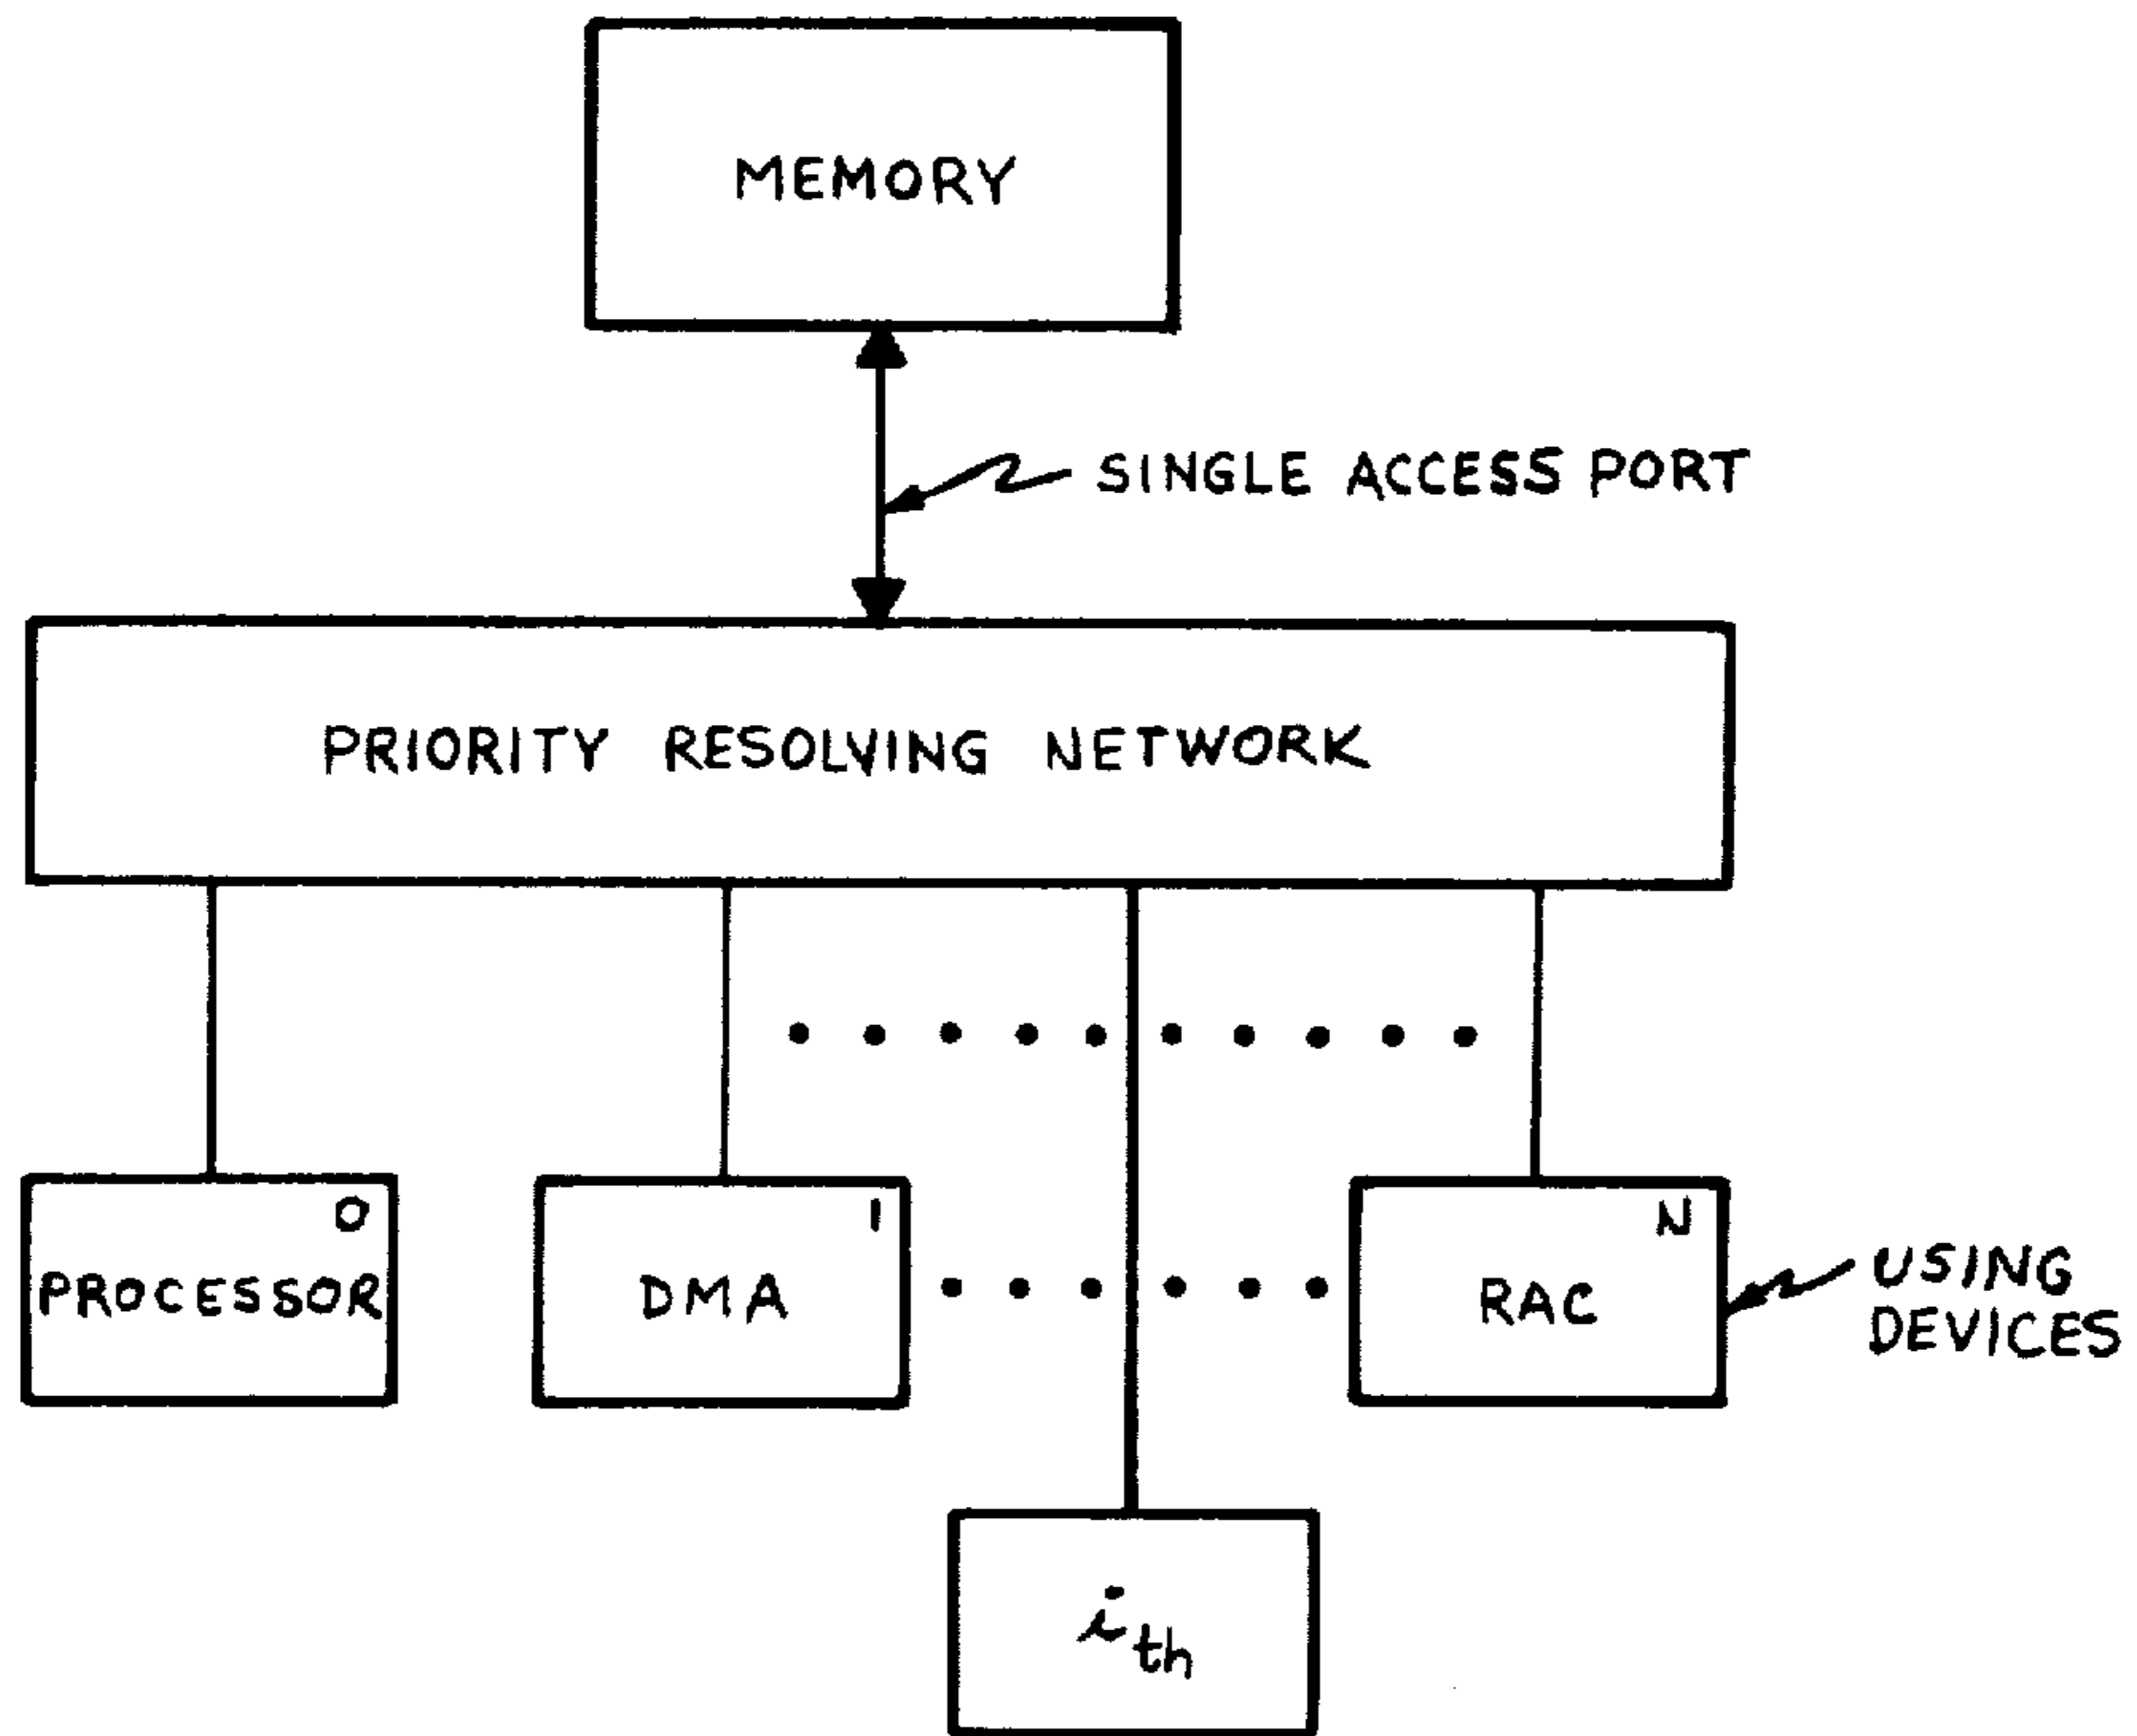 MEMORY
SINGLE ACCESS PORT
PRIORITY RESOLVING NETWORK
0
PROCESSOR
1
DMA
N
RAC
USING
DEVICES
ith